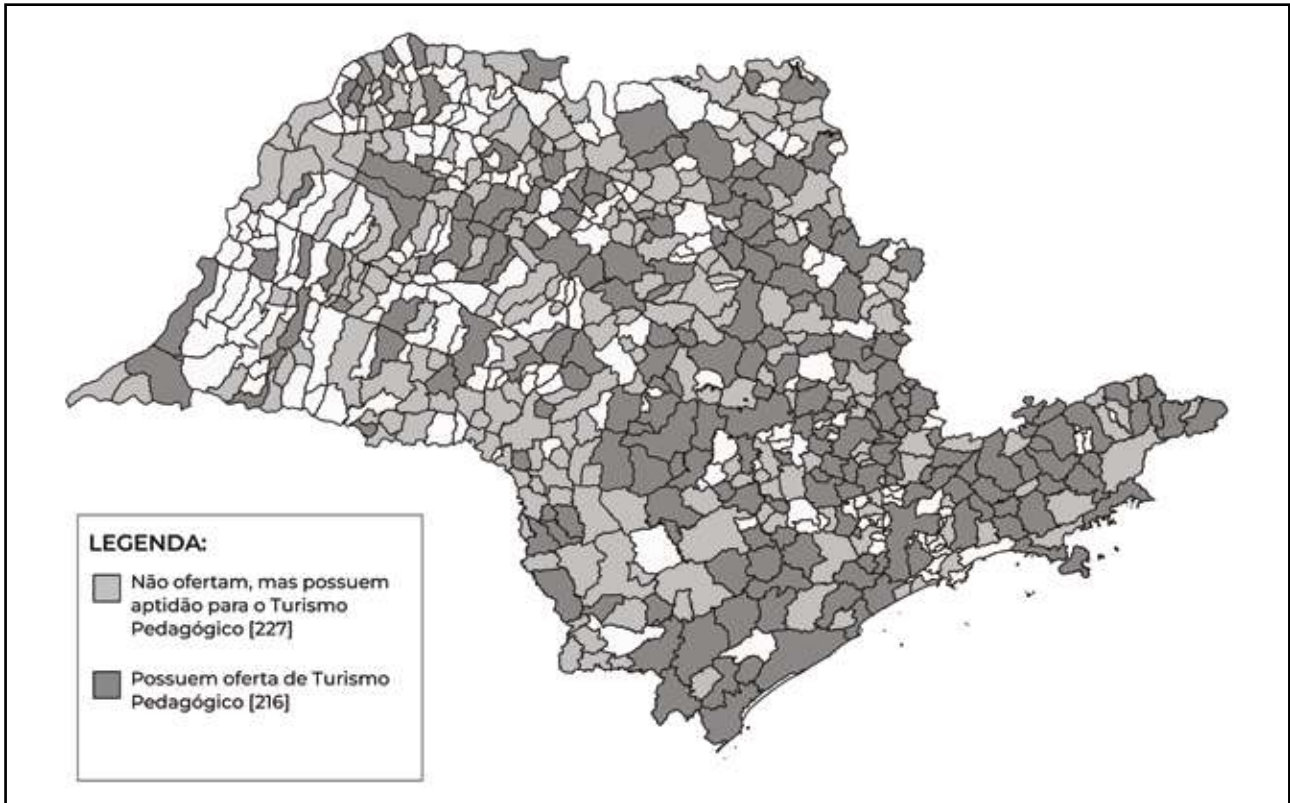 LEGENDA:
Não ofertam, mas possuem
aptidão para o Turismo
Pedagógico [227]
Possuem oferta de Turismo
Pedagógico [216]